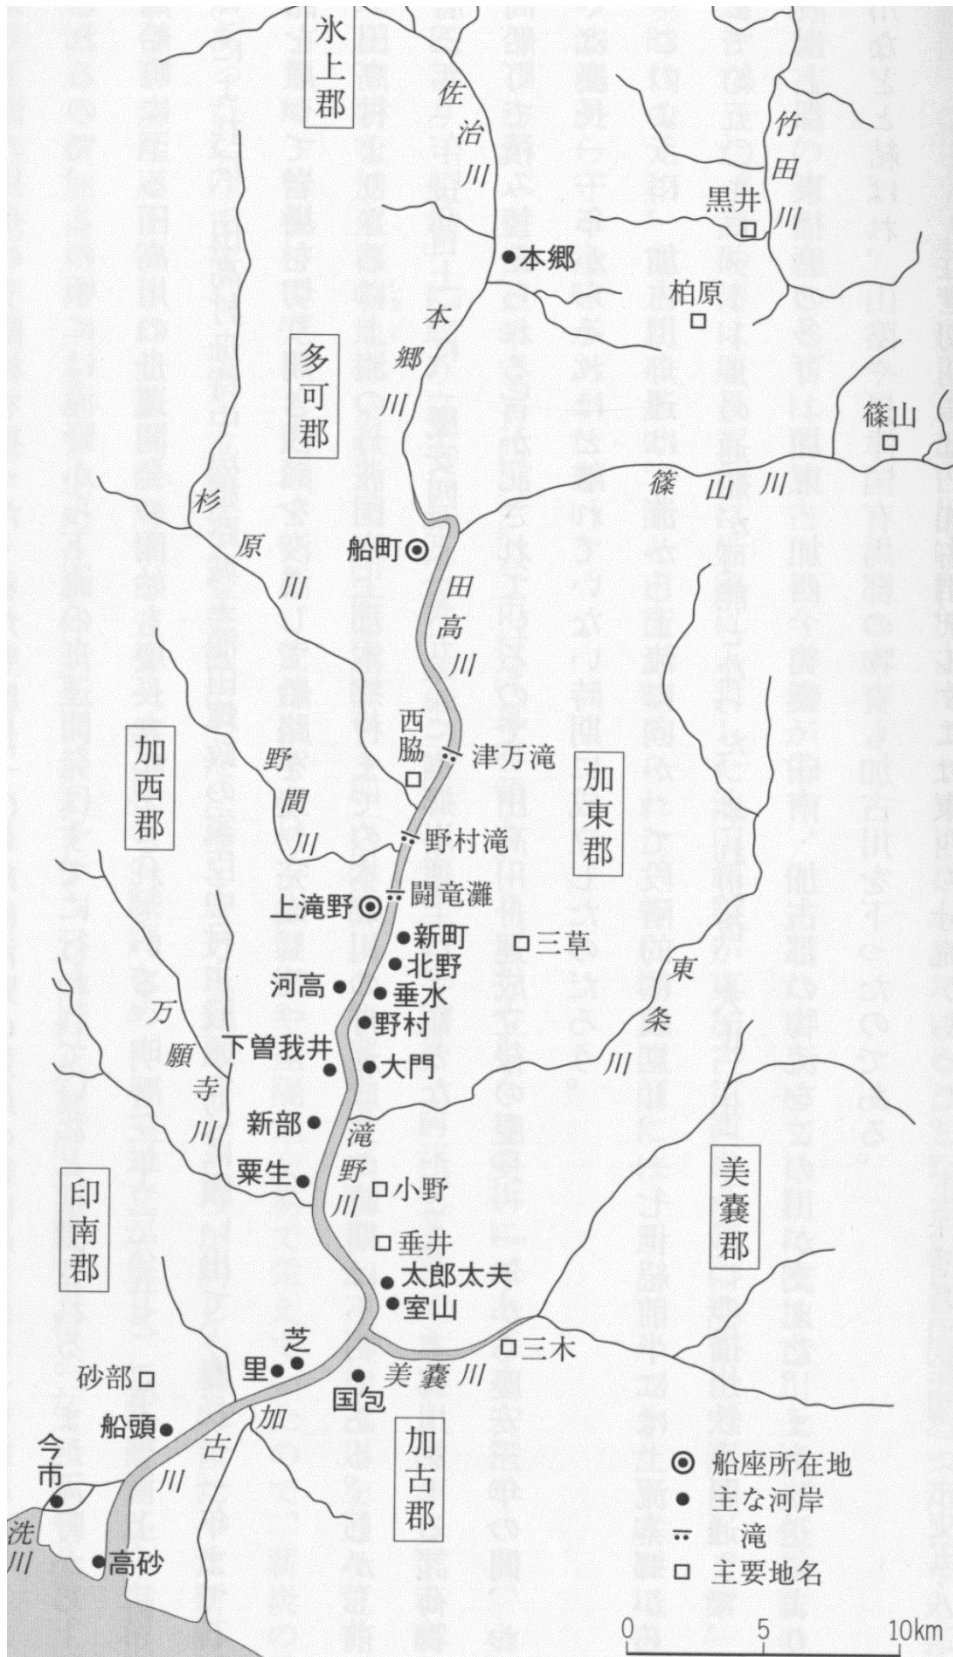 氷上郡
佐治川
竹田川
黒井
本郷
柏原
本郷川
多可郡
篠山
篠山川
杉原川
船町
田高川
西脇
津万滝
加西郡
野間川
加東郡
野村滝
闘竜灘
上滝野
新町
三草
北野
河高
垂水
野村
東条川
万願寺川
下曽我井
大門
新部
滝野川
粟生
小野
美嚢郡
印南郡
垂井
太郎太夫
室山
芝
里
三木
砂部
国包
美嚢川
船頭
加古川
加古郡
今市
洗川
高砂
船座所在地
主な河岸
滝
主要地名
0 5 10km